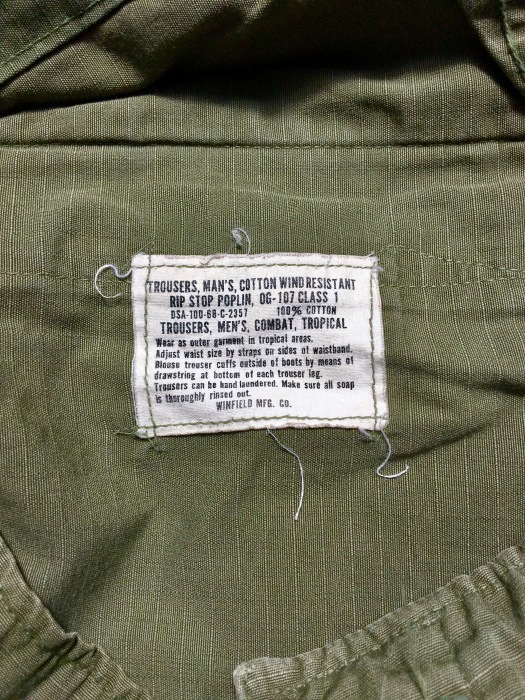 TROUSERS, MAN'S, COTTON WIND RESISTANT
RIP STOP POPLIN, OG-107 CLASS 1
DSA-100-68-C-2357 100% COTTON
TROUSERS, MEN'S, COMBAT, TROPICAL
Wear as outer garment in tropical areas.
Adjust waist size by straps on sides of waistband.
Blouse trouser cuffs outside of boots by means of
drawstring at bottom of each trouser leg.
Trousers can be hand laundered. Make sure all soap
is thoroughly rinsed out.
WINFIELD MFG. CO.